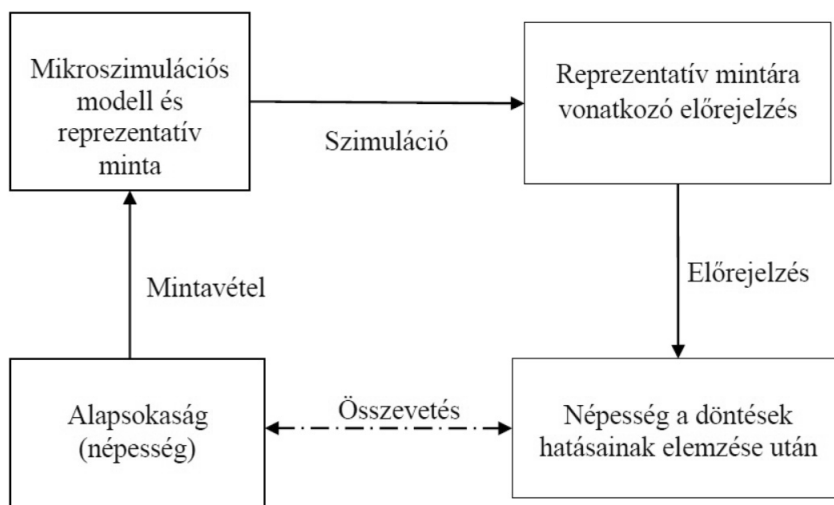 Mikroszimulációs
modell és
reprezentatív
minta
Szimuláció
Reprezentatív mintára
vonatkozó előrejelzés
Mintavétel
Előrejelzés
Alapsokaság
(népesség)
Összevetés
Népesség a döntések
hatásainak elemzése után